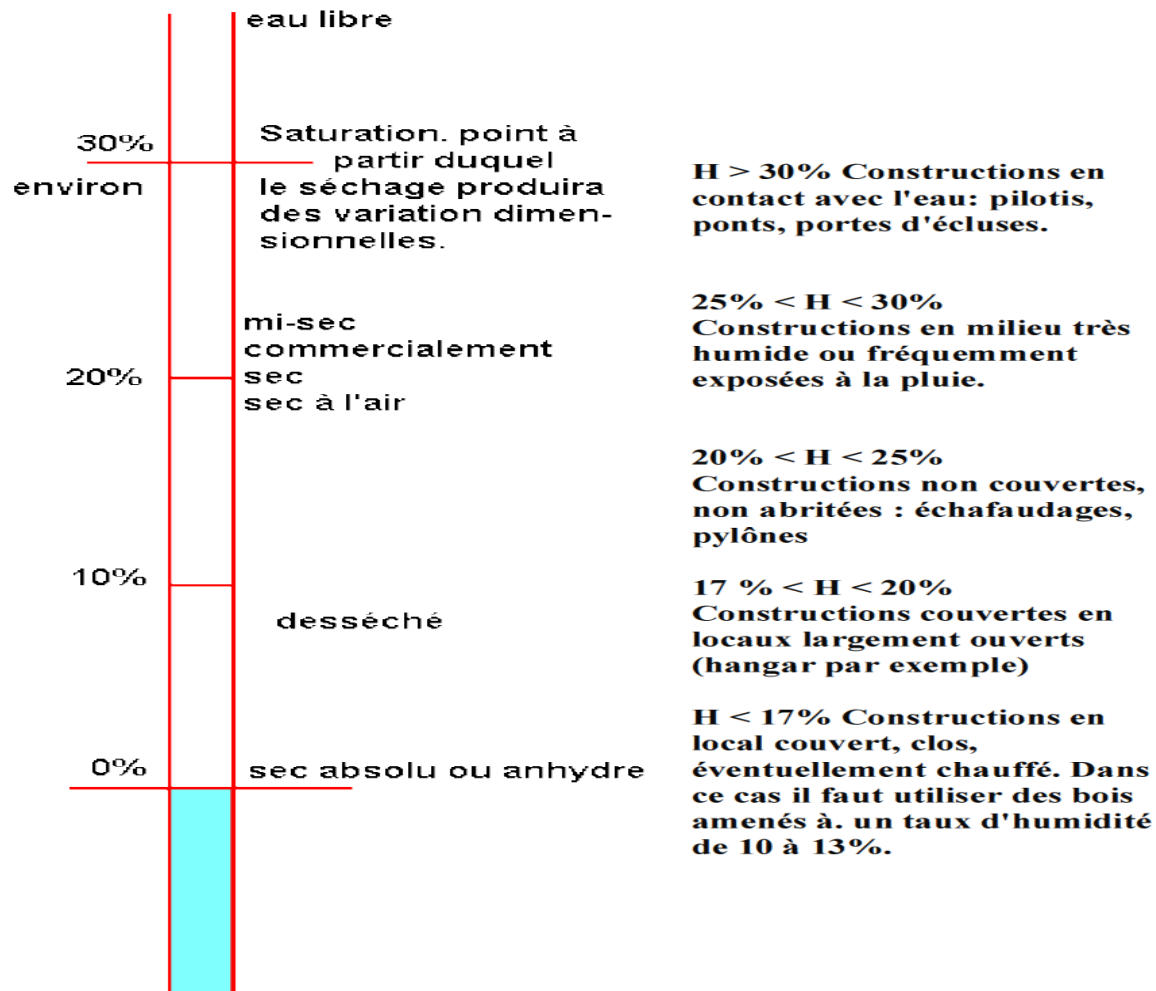 eau libre
30%
environ
Saturation. point à
partir duquel
le séchage produira
des variation dimen-
sionnelles.
mi-sec
commercialement
20%
sec
sec à l'air
10%
desséché
0%
sec absolu ou anhydre
H > 30% Constructions en
contact avec l'eau: pilotis,
ponts, portes d'écluses.
25% < H < 30%
Constructions en milieu très
humide ou fréquemment
exposées à la pluie.
20% < H < 25%
Constructions non couvertes,
non abritées : échafaudages,
pylônes
17 % < H < 20%
Constructions couvertes en
locaux largement ouverts
(hangar par exemple)
H < 17% Constructions en
local couvert, clos,
éventuellement chauffé. Dans
ce cas il faut utiliser des bois
amenés à. un taux d'humidité
de 10 à 13%.